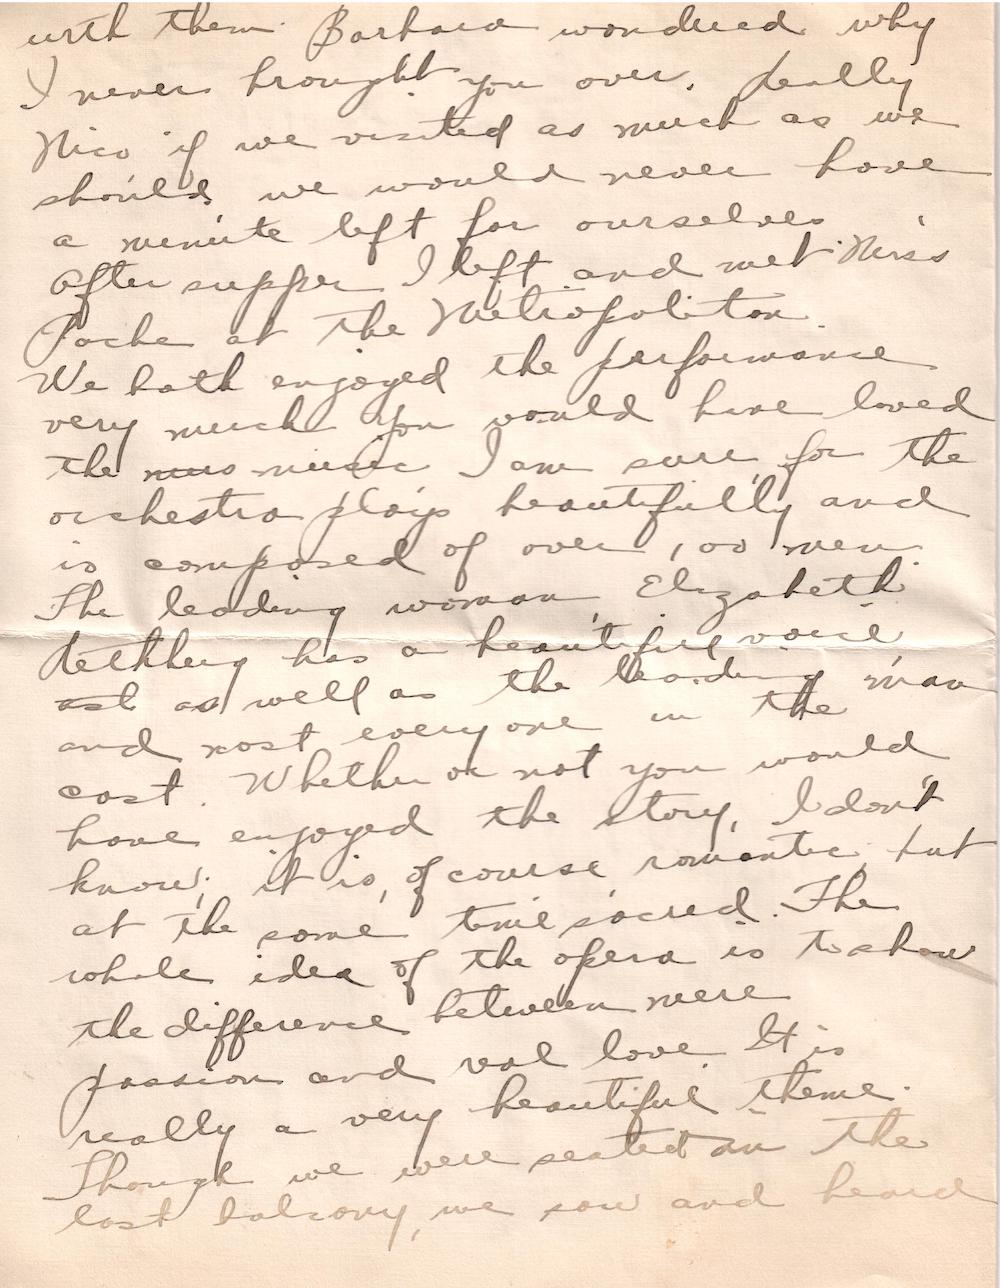 with them. Barbara wondered why
I never brought you over. Really
Nico if we visited as much as we
should, we would never have
a minute left for ourselves
After supper I left and met Miss
Poche at the Metropolitan.
We both enjoyed the performance
very much You would have loved
the music I am sure, for the
orchestra plays beautifully and
is composed of over 100 men
The leading woman, Elizabeth
Rethberg has a beautiful voice
as well as the leading man
and most everyone in the
cast. Whether or not you would
have enjoyed the story, I don't
know; it is, of course romantic, but
at the same time sacred. The
whole idea of the opera is to show
the difference between mere
passion and real love. It is
really a very beautiful theme.
Though we were seated in the
last balcony, we saw and heard